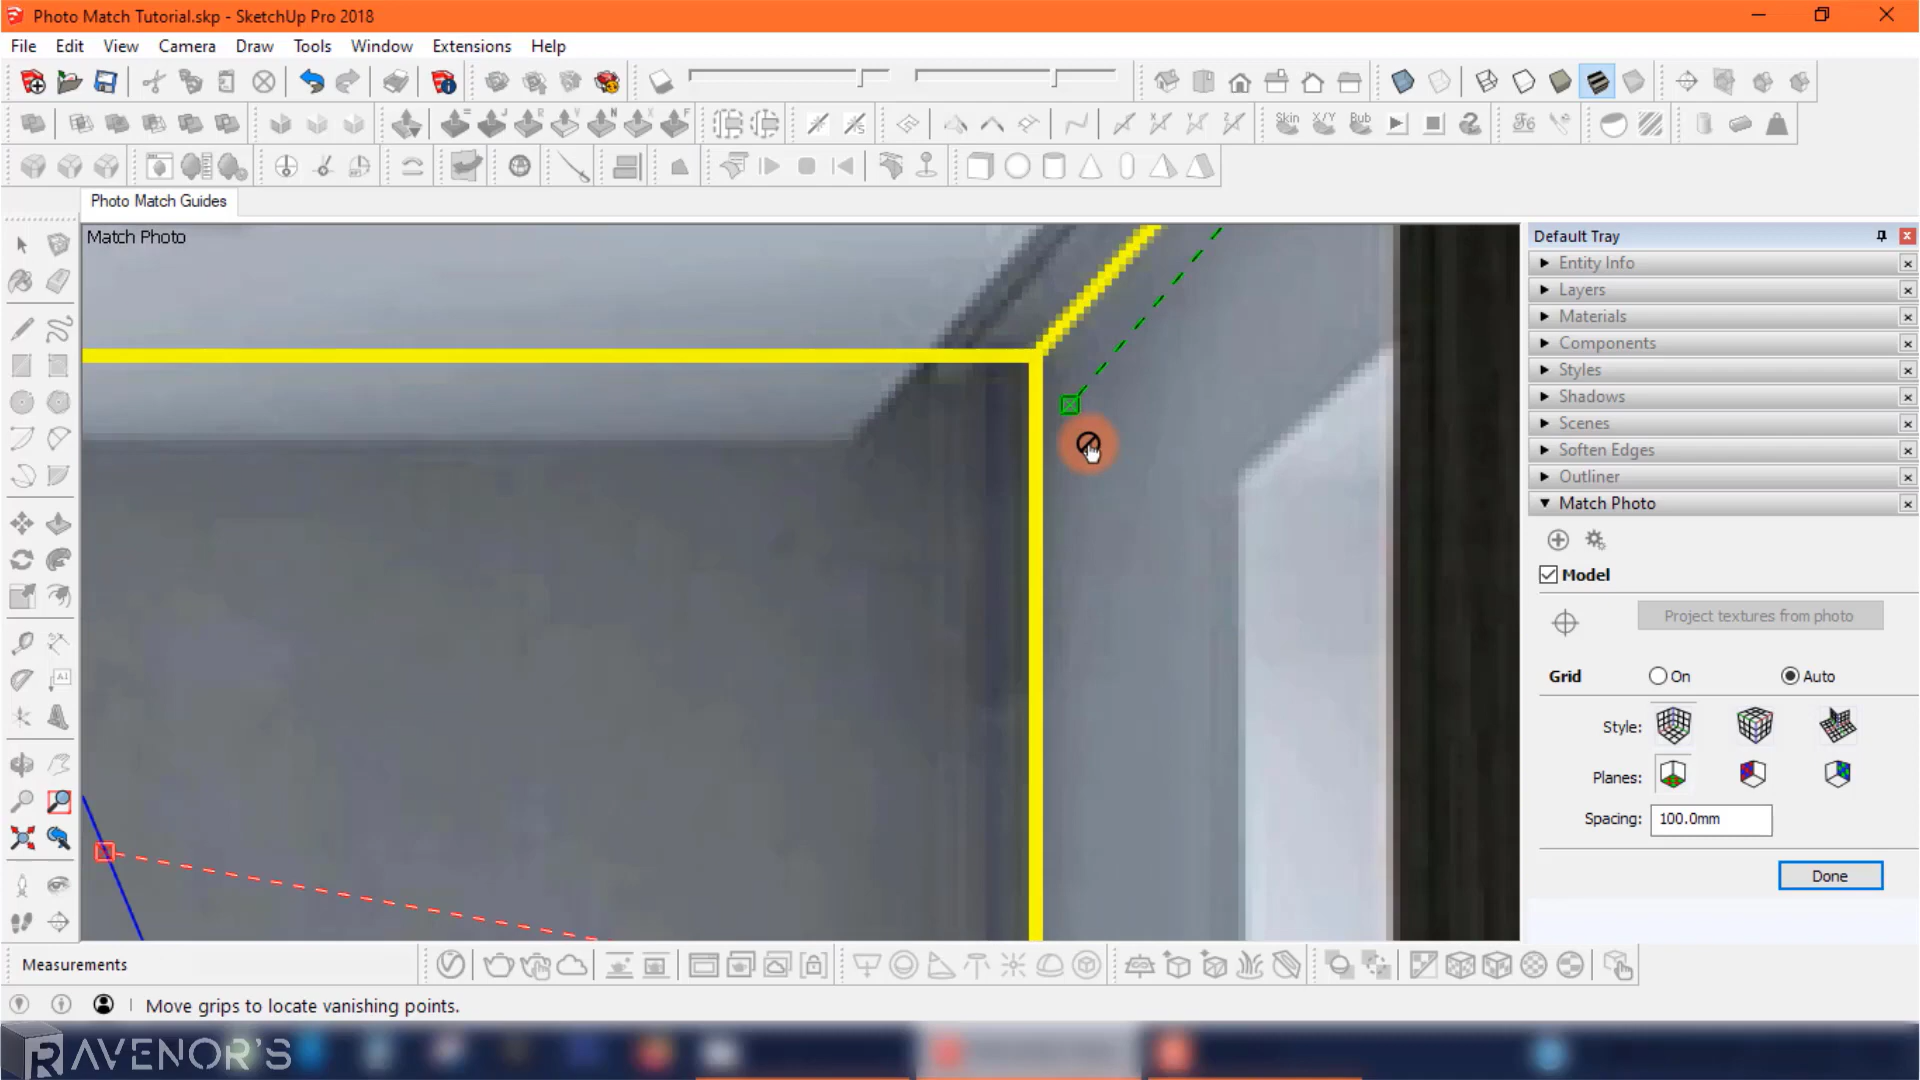 Photo Match Tutorial.skp - SketchUp Pro 2018
File Edit View Camera Draw Tools Window Extensions Help
Skin X/Y Bub
Photo Match Guides
Match Photo
Default Tray
Entity Info
Layers
Materials
Components
Styles
Shadows
Scenes
Soften Edges
Outliner
Match Photo
Model
Project textures from photo
Grid On Auto
Style:
Planes:
Spacing: 100.0mm
Done
Measurements
Move grips to locate vanishing points.
RAVENOR'S